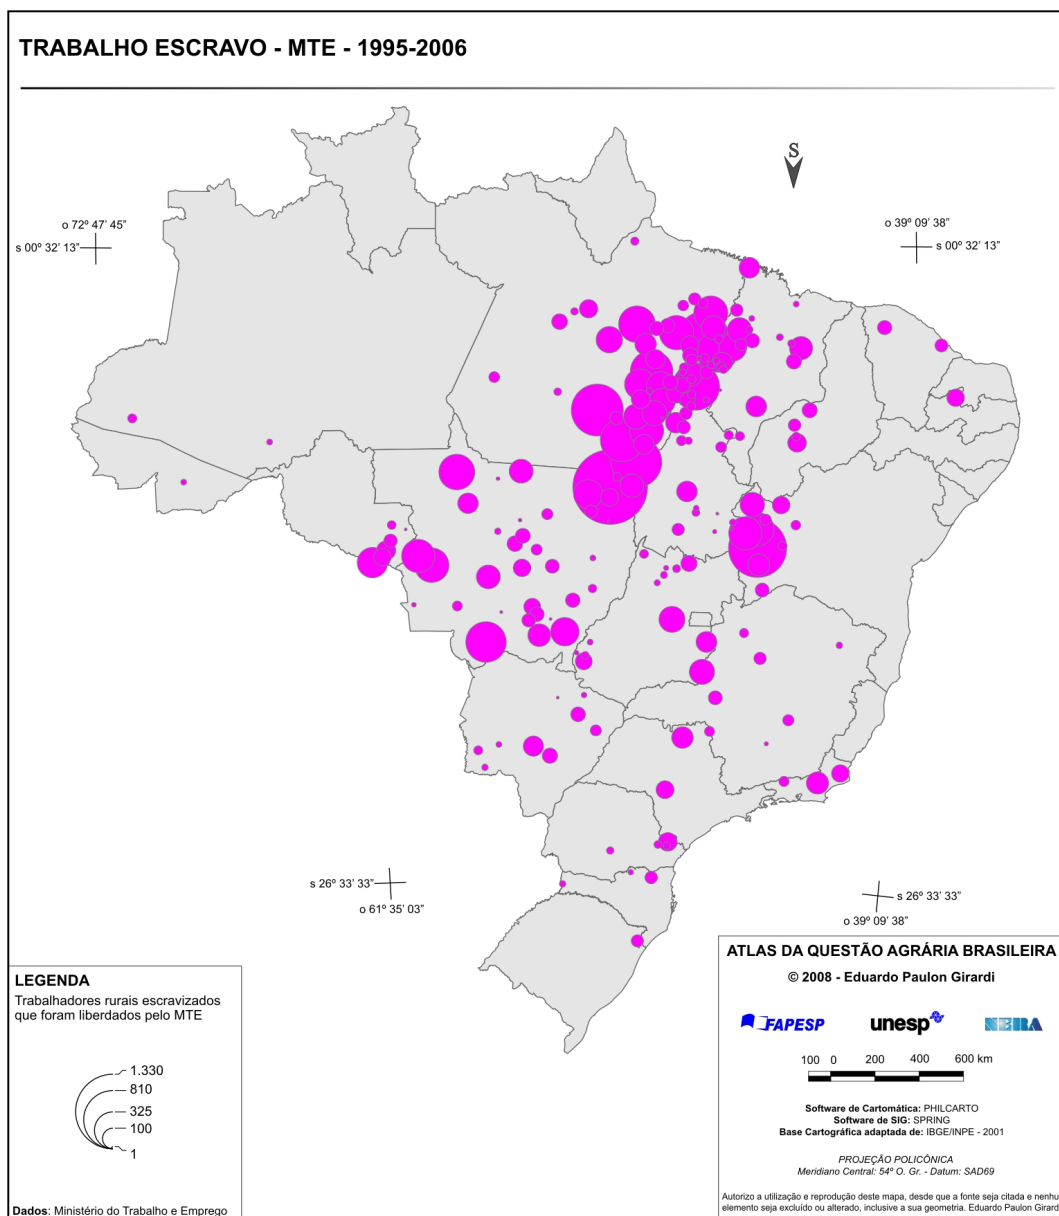 TRABALHO ESCRAVO - MTE - 1995-2006
S
o 72º 47' 45"
s 00º 32' 13"
o 39º 09' 38"
s 00º 32' 13"
s 26º 33' 33"
o 61º 35' 03"
s 26º 33' 33"
o 39º 09' 38"
LEGENDA
Trabalhadores rurais escravizados
que foram liberdados pelo MTE
1.330
810
325
100
1
Dados: Ministério do Trabalho e Emprego
ATLAS DA QUESTÃO AGRÁRIA BRASILEIRA
© 2008 - Eduardo Paulon Girardi
FAPESP
unesp
NERA
100 0 200 400 600 km
Software de Cartomática: PHILCARTO
Software de SIG: SPRING
Base Cartográfica adaptada de: IBGE/INPE - 2001
PROJEÇÃO POLICÔNICA
Meridiano Central: 54º O. Gr. - Datum: SAD69
Autorizo a utilização e reprodução deste mapa, desde que a fonte seja citada e nenhu
elemento seja excluído ou alterado, inclusive a sua geometria. Eduardo Paulon Girard